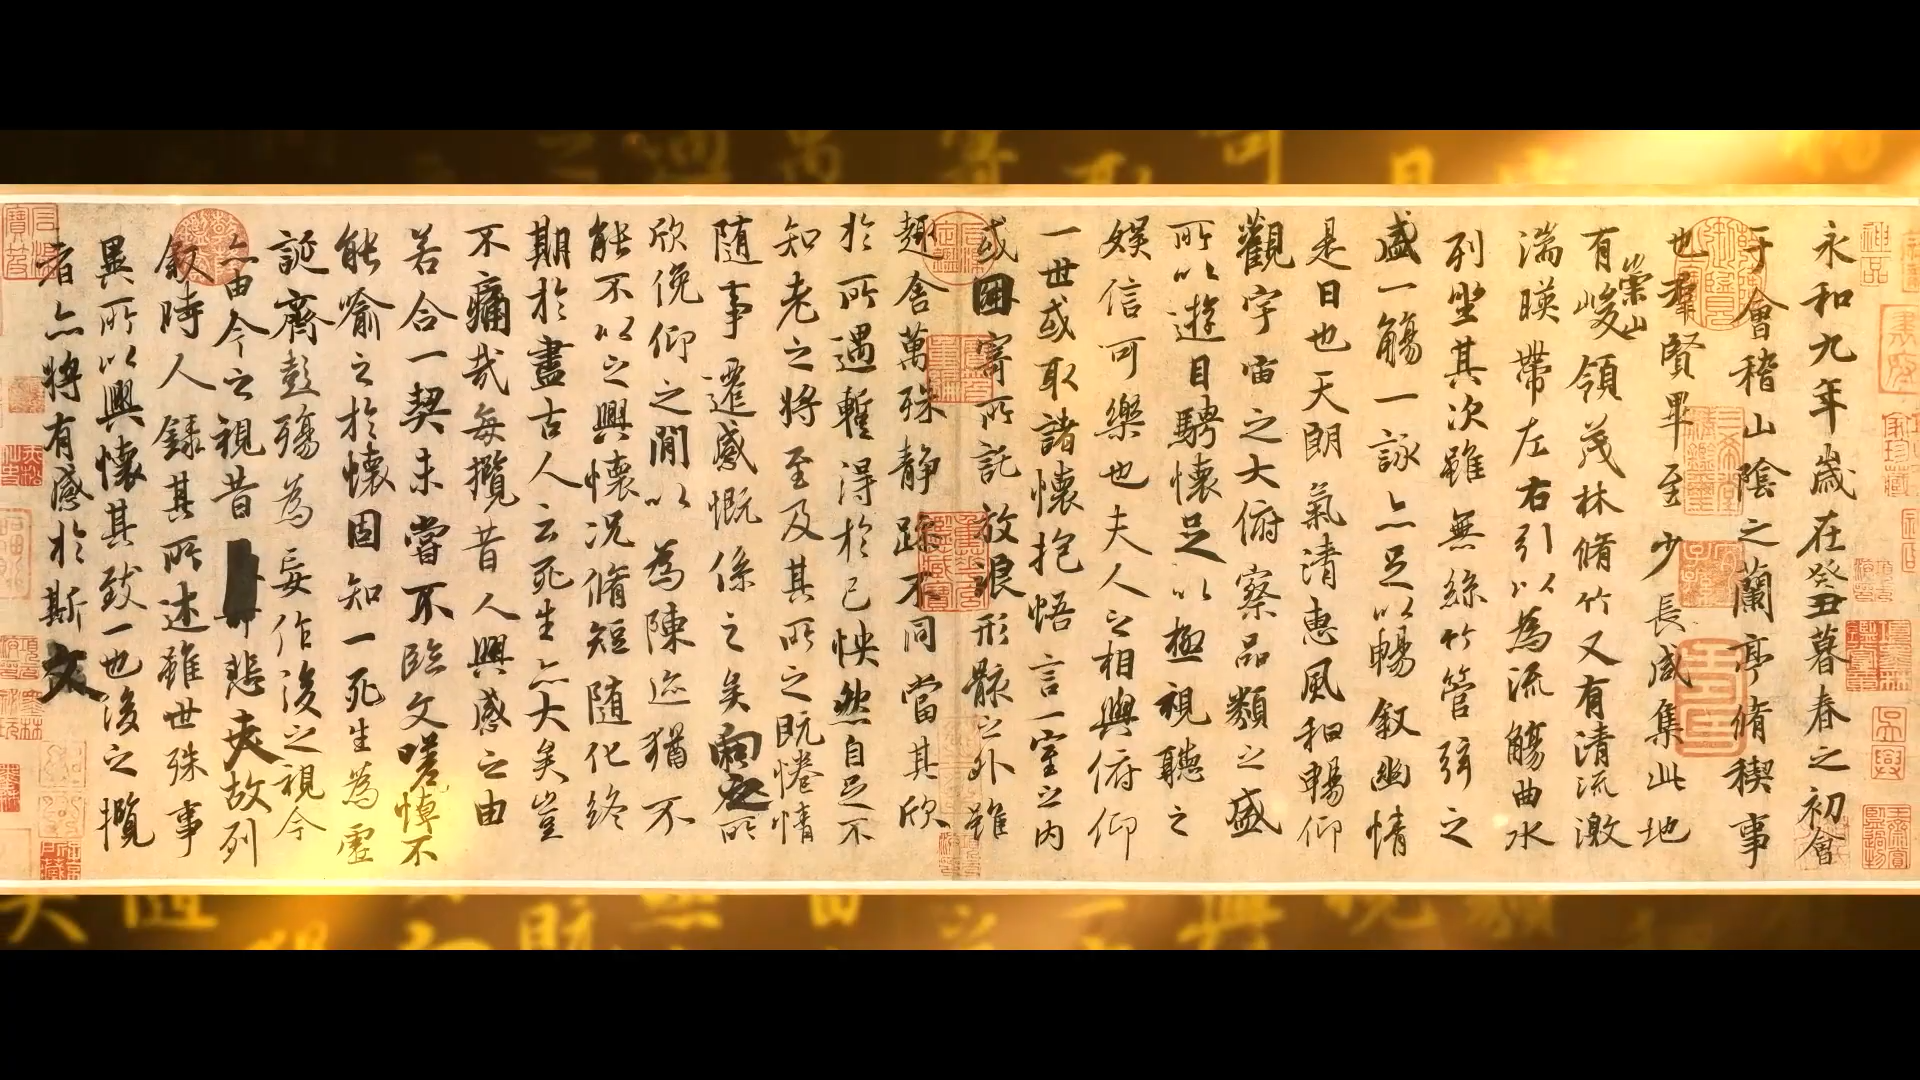 永和九年歲在癸丑暮春之初會
于會稽山陰之蘭亭脩稧事
也羣賢畢至少長咸集此地
有崇山峻領茂林脩竹又有清流激
湍暎帶左右引以為流觴曲水
列坐其次雖無絲竹管弦之
盛一觴一詠亦足以暢敘幽情
是日也天朗氣清惠風和暢仰
觀宇宙之大俯察品類之盛
所以遊目騁懷足以極視聽之
娛信可樂也夫人之相與俯仰
一世或取諸懷抱悟言一室之內
或因寄所託放浪形骸之外雖
趣舍萬殊靜躁不同當其欣
於所遇暫得於己怏然自足不
知老之將至及其所之既惓情
隨事遷感慨係之矣向之所
欣俛仰之閒以為陳迹猶不
能不以之興懷況脩短隨化終
期於盡古人云死生亦大矣豈
不痛哉每攬昔人興感之由
若合一契未嘗不臨文嗟悼不
能喻之於懷固知一死生為虛
誕齊彭殤為妄作後之視今
亦由今之視昔悲夫故列
敘時人錄其所述雖世殊事
異所以興懷其致一也後之攬
者亦將有感於斯文